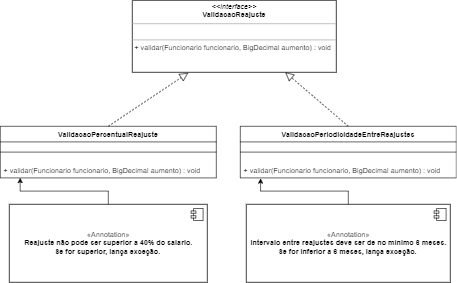 <<interface>>
ValidacaoReajuste
+ validar(Funcionario funcionario, BigDecimal aumento) : void
ValidacaoPercentualReajuste
+ validar(Funcionario funcionario, BigDecimal aumento) : void
ValidacaoPeriodicidadeEntreReajustes
+ validar(Funcionario funcionario, BigDecimal aumento) : void
«Annotation»
Reajuste não pode ser superior a 40% do salario.
Se for superior, lança exceção.
«Annotation»
Intervalo entre reajustes deve ser de no minimo 6 meses.
Se for inferior a 6 meses, lança exceção.